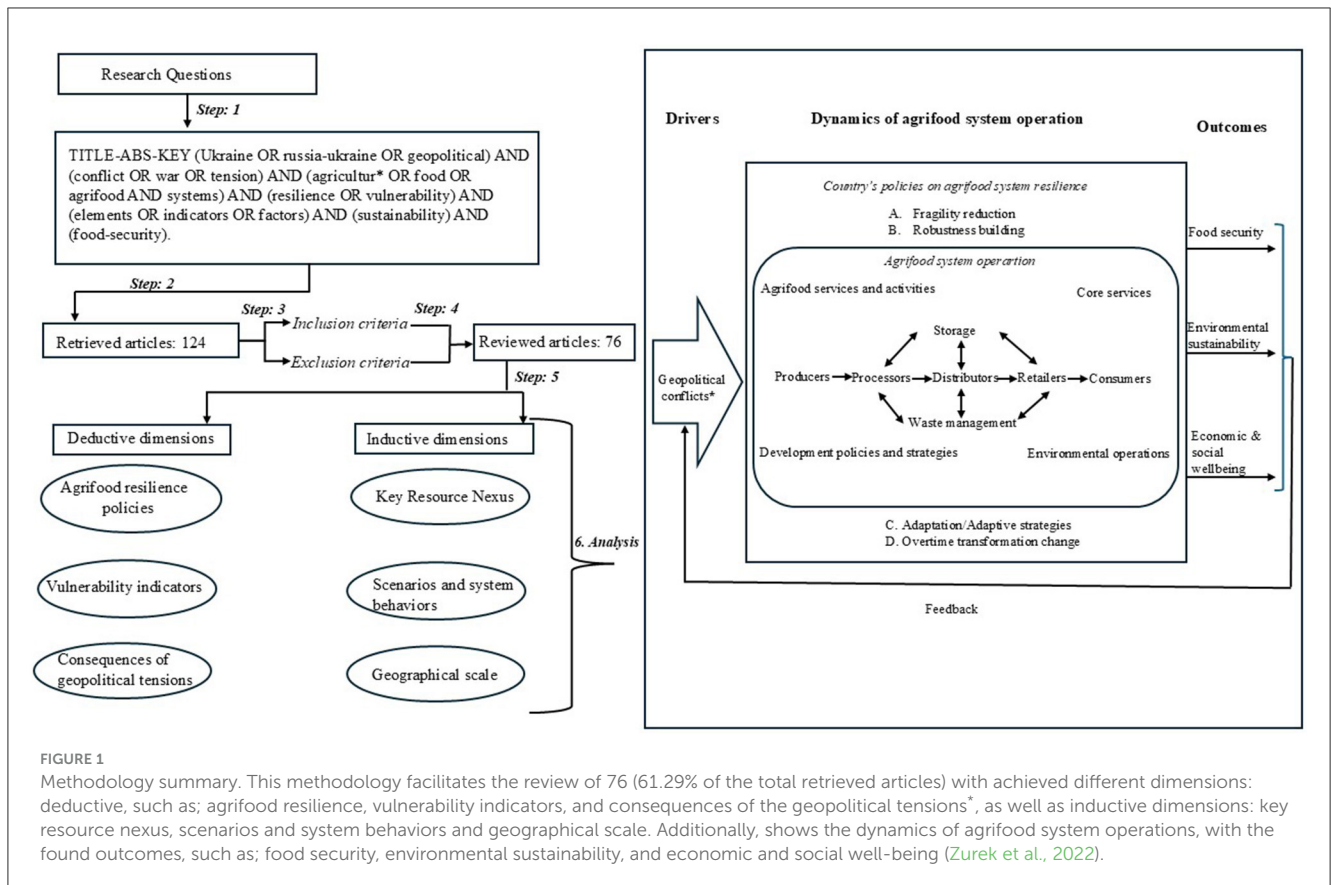 Research Questions
Step: 1
TITLE-ABS-KEY (Ukraine OR russia-ukraine OR geopolitical) AND
(conflict OR war OR tension) AND (agricultur* OR food OR
agrifood AND systems) AND (resilience OR vulnerability) AND
(elements OR indicators OR factors) AND (sustainability) AND
(food-security).
Step: 2
Step: 3
Step: 4
Retrieved articles: 124
Inclusion criteria
Exclusion criteria
Reviewed articles: 76
Step: 5
Deductive dimensions
Inductive dimensions
Agrifood resilience
policies
Key Resource Nexus
Vulnerability indicators
Scenarios and system
behaviors
Consequences of
geopolitical tensions
Geographical scale
6. Analysis
Drivers
Dynamics of agrifood system operation
Outcomes
Country's policies on agrifood system resilience
A. Fragility reduction
B. Robustness building
Agrifood system operartion
Agrifood services and activities
Core services
Storage
Producers
Processors
Distributors
Retailers
Consumers
Waste management
Development policies and strategies
Environmental operations
C. Adaptation/Adaptive strategies
D. Overtime transformation change
Geopolitical
conflicts*
Food security
Environmental
sustainability
Economic &
social
wellbeing
Feedback
FIGURE 1
Methodology summary. This methodology facilitates the review of 76 (61.29% of the total retrieved articles) with achieved different dimensions:
deductive, such as; agrifood resilience, vulnerability indicators, and consequences of the geopolitical tensions*, as well as inductive dimensions: key
resource nexus, scenarios and system behaviors and geographical scale. Additionally, shows the dynamics of agrifood system operations, with the
found outcomes, such as; food security, environmental sustainability, and economic and social well-being (Zurek et al., 2022).